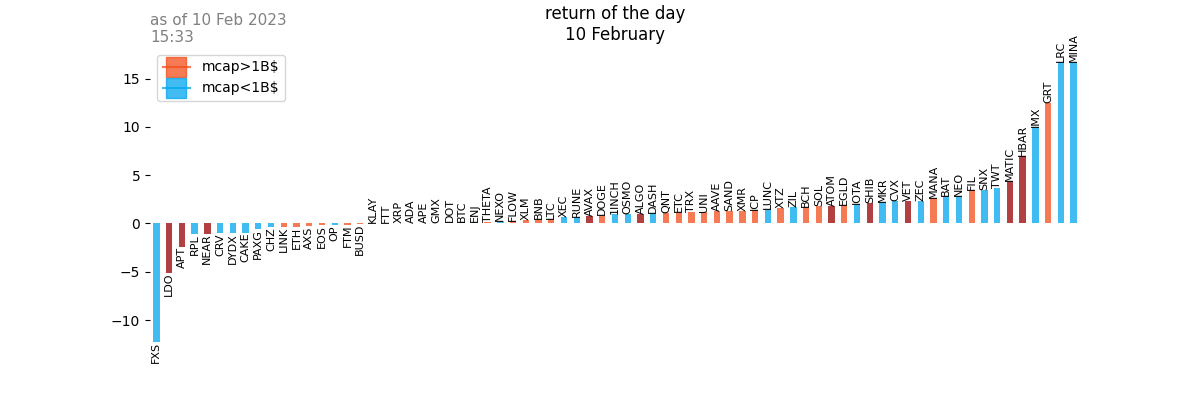 as of 10 Feb 2023
15:33
return of the day
10 February
mcap>1B$
mcap<1B$
15
10
5
0
−5
−10
FXS
LDO
APT
RPL
NEAR
CRV
DYDX
CAKE
PAXG
CHZ
LINK
ETH
AXS
EOS
OP
FTM
BUSD
KLAY
FTT
XRP
ADA
APE
GMX
DOT
BTC
ENJ
THETA
NEXO
FLOW
XLM
BNB
LTC
XEC
RUNE
AVAX
DOGE
1INCH
OSMO
ALGO
DASH
QNT
ETC
TRX
UNI
AAVE
SAND
XMR
ICP
LUNC
XTZ
ZIL
BCH
SOL
ATOM
EGLD
IOTA
SHIB
MKR
CVX
VET
ZEC
MANA
BAT
NEO
FIL
SNX
TWT
MATIC
HBAR
IMX
GRT
LRC
MINA